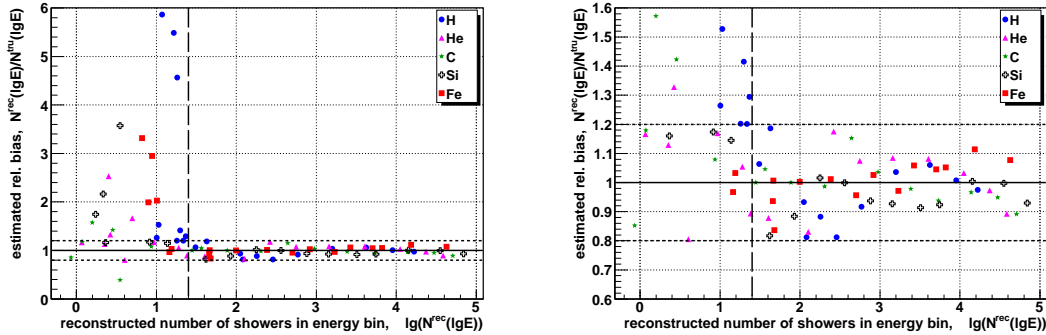 estimated rel. bias, N^rec(lgE)/N^tru(lgE)
6
5
4
3
2
1
0
H
He
C
Si
Fe
0 1 2 3 4 5
reconstructed number of showers in energy bin, lg(N^rec(lgE))
estimated rel. bias, N^rec(lgE)/N^tru(lgE)
1.6
1.5
1.4
1.3
1.2
1.1
1
0.9
0.8
0.7
0.6
H
He
C
Si
Fe
0 1 2 3 4 5
reconstructed number of showers in energy bin, lg(N^rec(lgE))